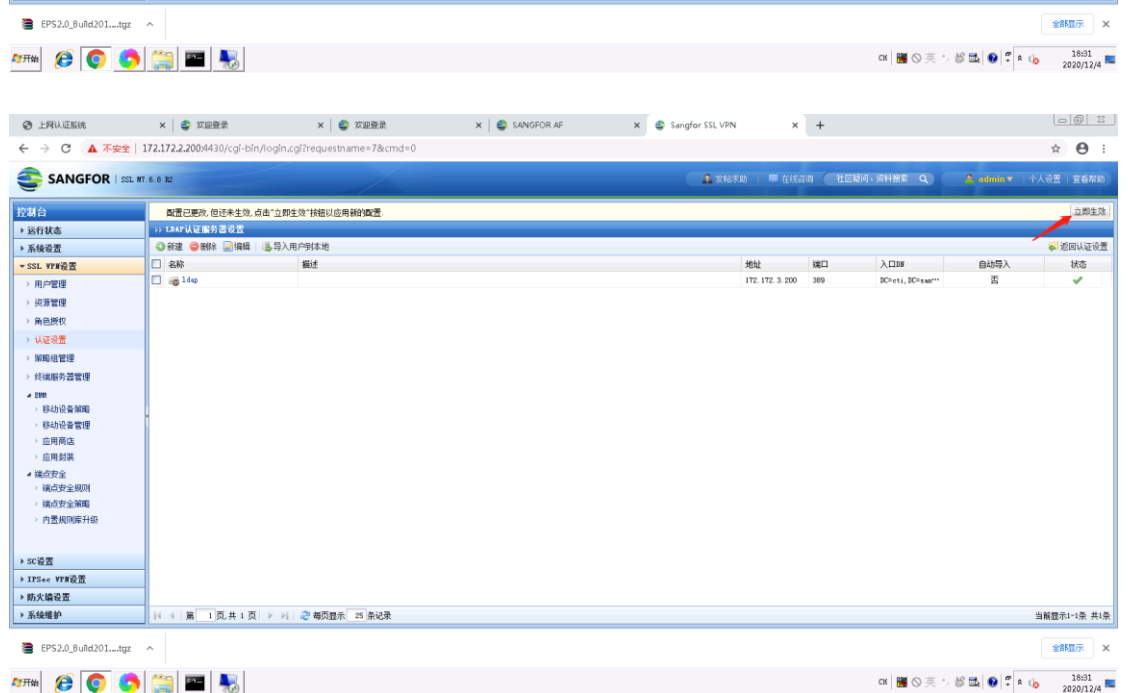 EPS2.0_Build201....tgz 全部显示
开始 CH 英 18:31
2020/12/4
上网认证系统 欢迎登录 欢迎登录 SANGFOR AF Sangfor SSL VPN
不安全 172.172.2.200:4430/cgi-bin/login.cgi?requestname=7&cmd=0
SANGFOR SSL M7.6.8 R2 发帖求助 在线咨询 社区疑问、资料搜索 admin 个人设置 查看帮助
控制台 配置已更改, 但还未生效, 点击"立即生效"按钮以应用新的配置. 立即生效
运行状态 LDAP认证服务器设置
系统设置 新建 删除 编辑 导入用户到本地 返回认证设置
SSL VPN设置 名称 描述 地址 端口 入口DN 自动导入 状态
用户管理 ldap 172.172.3.200 389 否
资源管理
角色授权
认证设置
策略组管理
终端服务器管理
EMM
移动设备策略
移动设备管理
应用商店
应用封装
端点安全
端点安全规则
端点安全策略
内置规则库升级
SC设置
IPSec VPN设置
防火墙设置
系统维护 第 1 页,共 1 页 每页显示 25 条记录 当前显示1-1条 共1条
EPS2.0_Build201....tgz 全部显示
开始 CH 英 18:31
2020/12/4